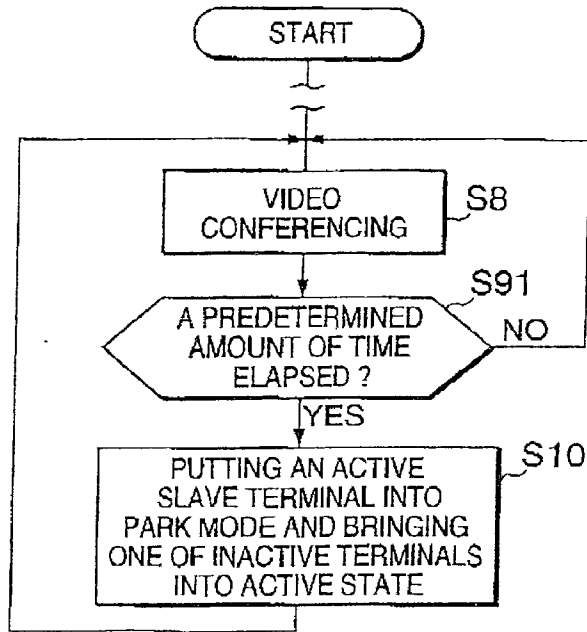 START
VIDEO
CONFERENCING
S8
S91
A PREDETERMINED
AMOUNT OF TIME
ELAPSED ?
NO
YES
S10
PUTTING AN ACTIVE
SLAVE TERMINAL INTO
PARK MODE AND BRINGING
ONE OF INACTIVE TERMINALS
INTO ACTIVE STATE